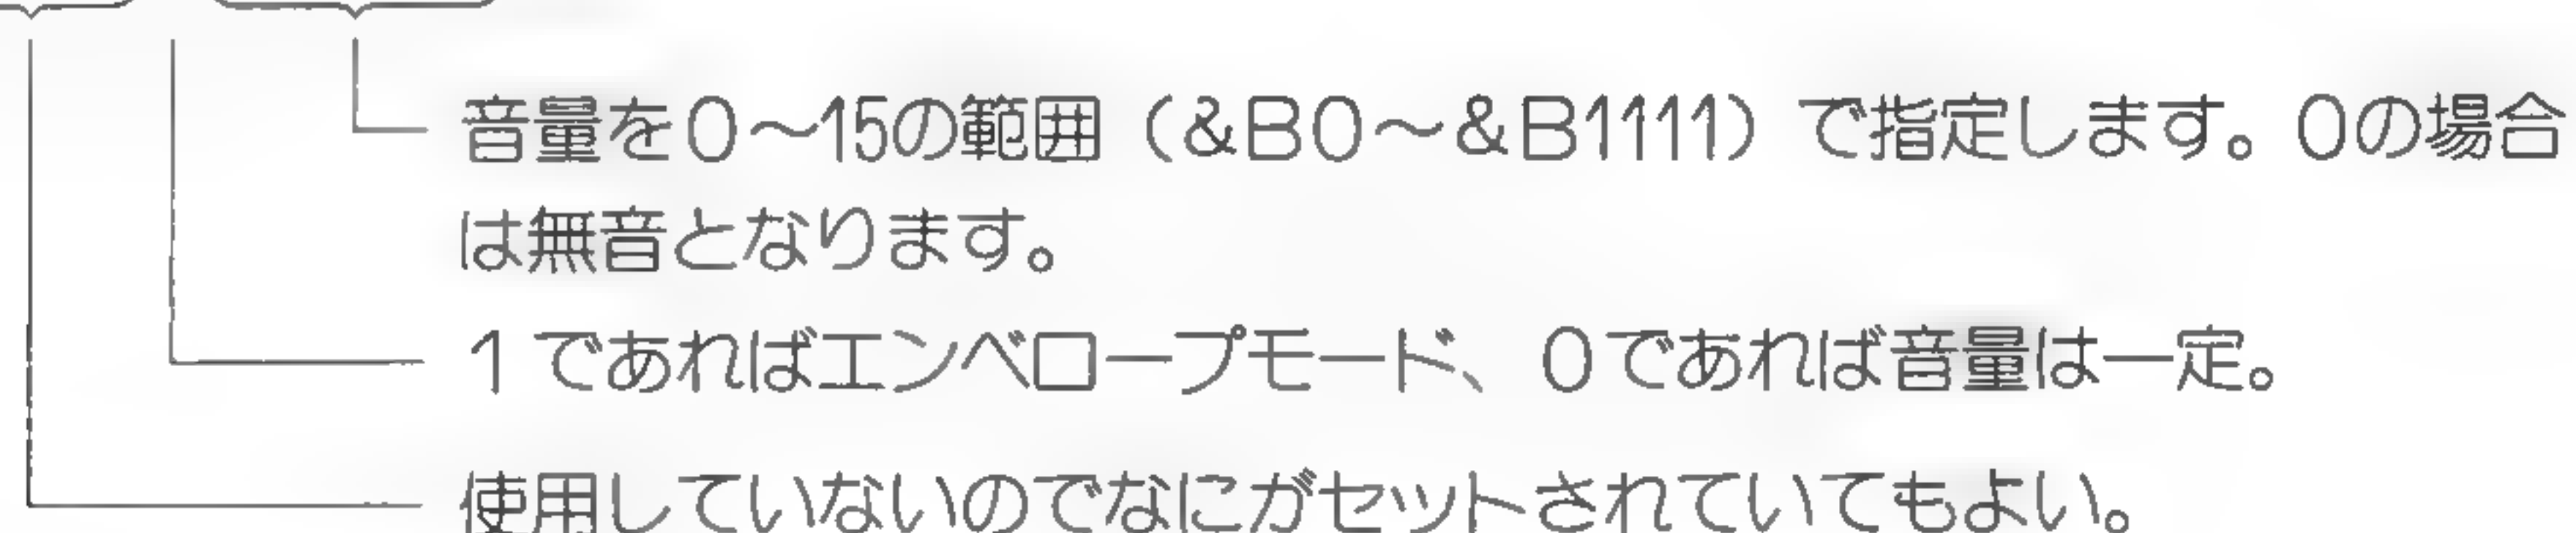 音量を0～15の範囲（&B0～&B1111）で指定します。0の場合
は無音となります。
1であればエンベロープモード、0であれば音量は一定。
使用していないのでなにがセットされていてもよい。